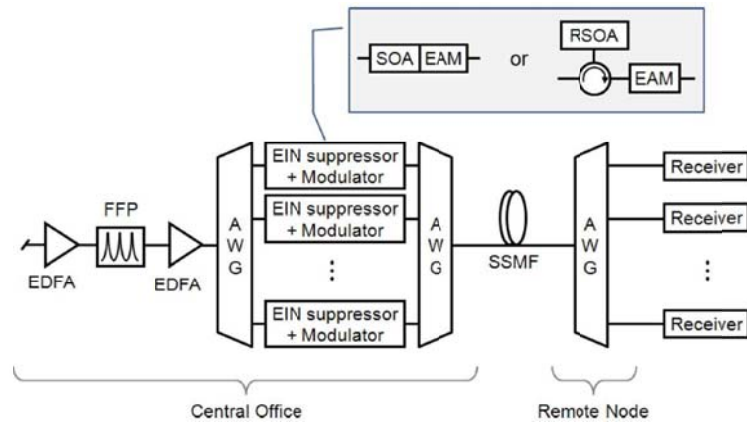 RSOA
SOA EAM
or
EAM
EIN suppressor
+ Modulator
EIN suppressor
+ Modulator
⋮
EIN suppressor
+ Modulator
EDFA
FFP
EDFA
A
W
G
A
W
G
SSMF
A
W
G
Receiver
Receiver
⋮
Receiver
Central Office
Remote Node